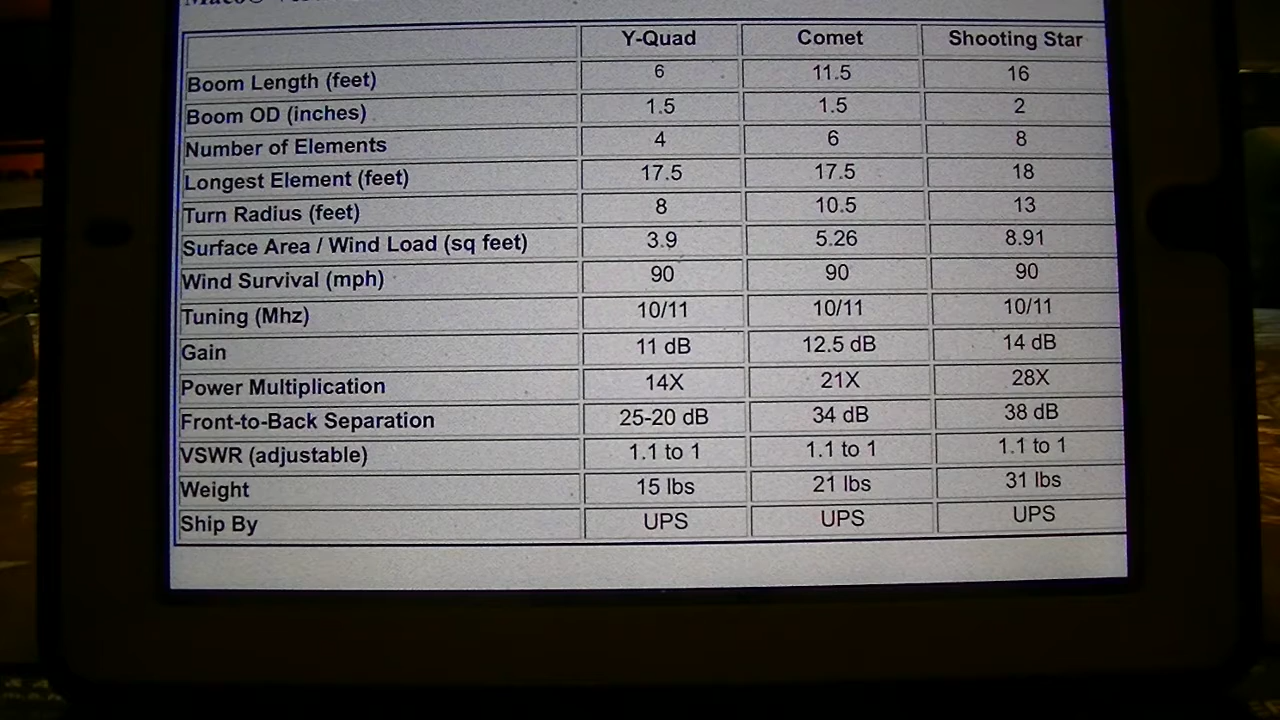 Y-Quad Comet Shooting Star
Boom Length (feet) 6 11.5 16
Boom OD (inches) 1.5 1.5 2
Number of Elements 4 6 8
Longest Element (feet) 17.5 17.5 18
Turn Radius (feet) 8 10.5 13
Surface Area / Wind Load (sq feet) 3.9 5.26 8.91
Wind Survival (mph) 90 90 90
Tuning (Mhz) 10/11 10/11 10/11
Gain 11 dB 12.5 dB 14 dB
Power Multiplication 14X 21X 28X
Front-to-Back Separation 25-20 dB 34 dB 38 dB
VSWR (adjustable) 1.1 to 1 1.1 to 1 1.1 to 1
Weight 15 lbs 21 lbs 31 lbs
Ship By UPS UPS UPS